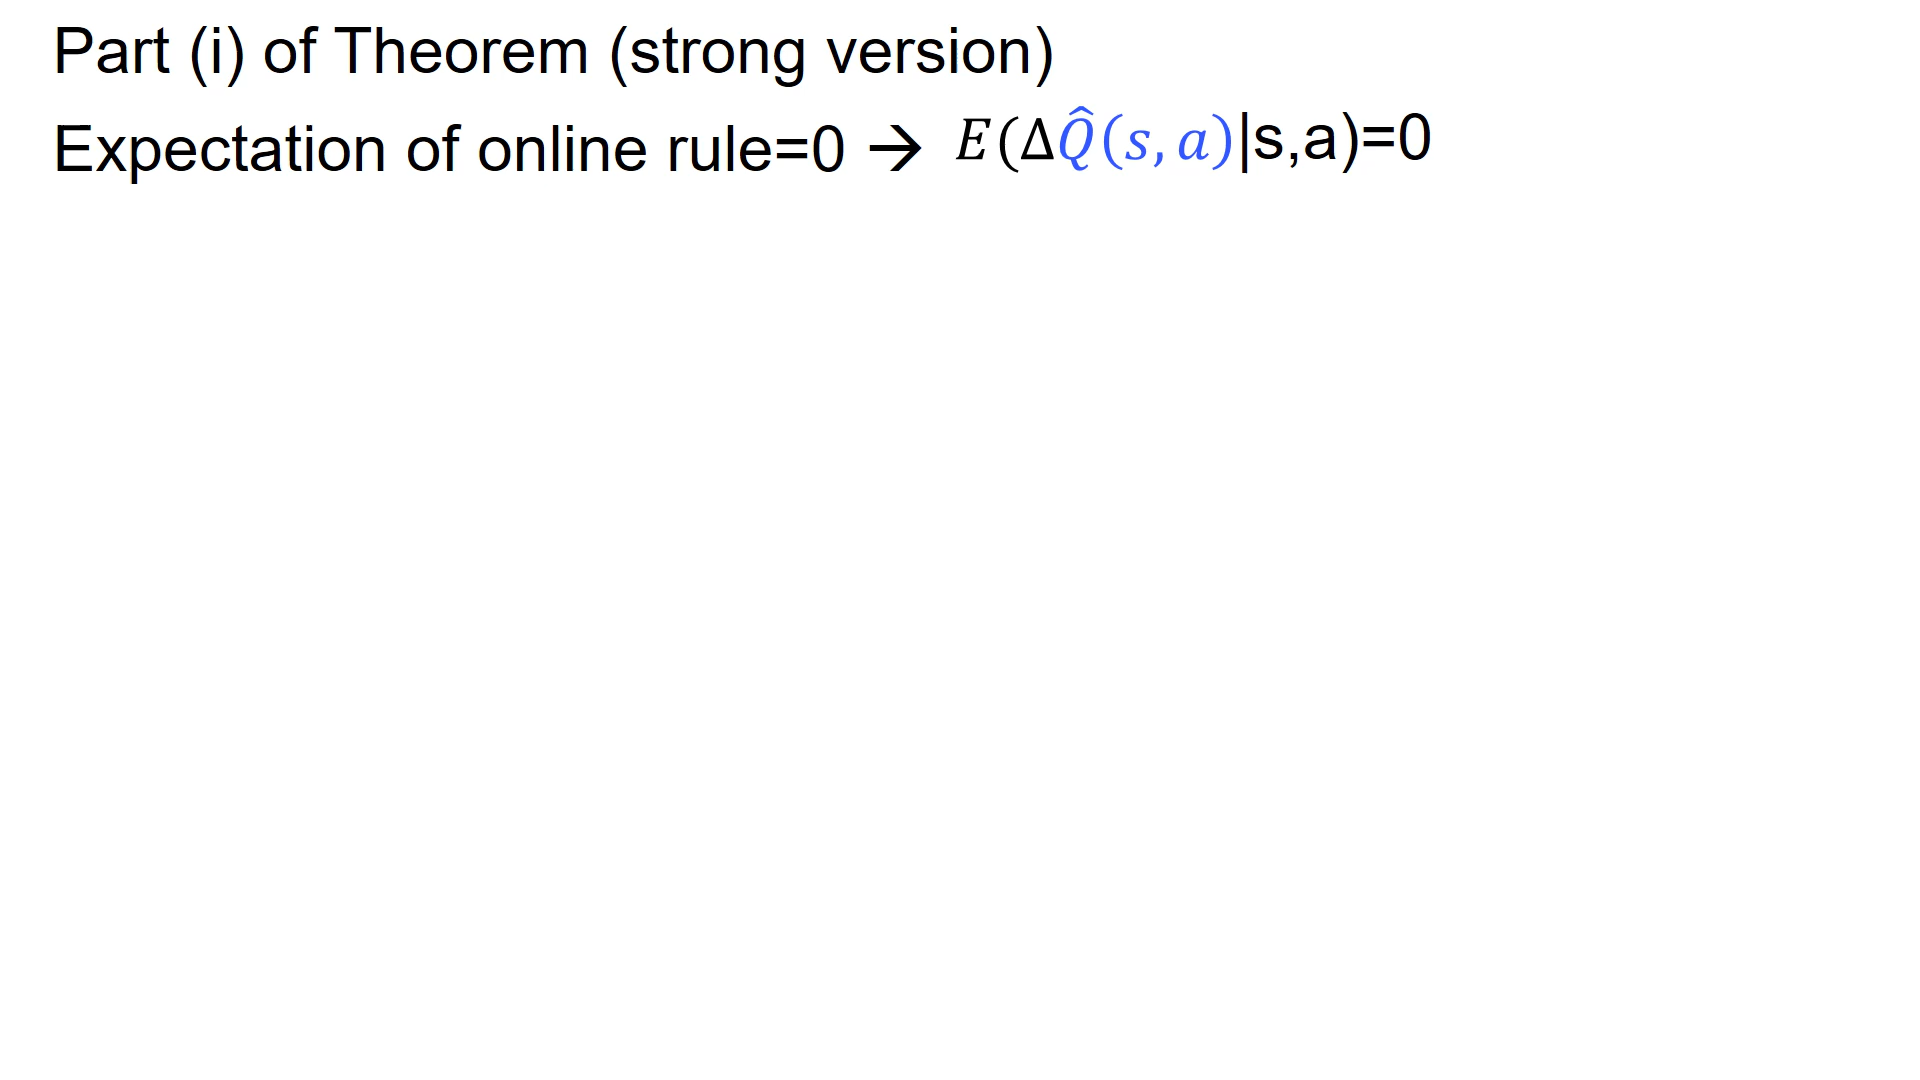 Part (i) of Theorem (strong version)
Expectation of online rule=0 → E(ΔQ̂(s, a)|s,a)=0